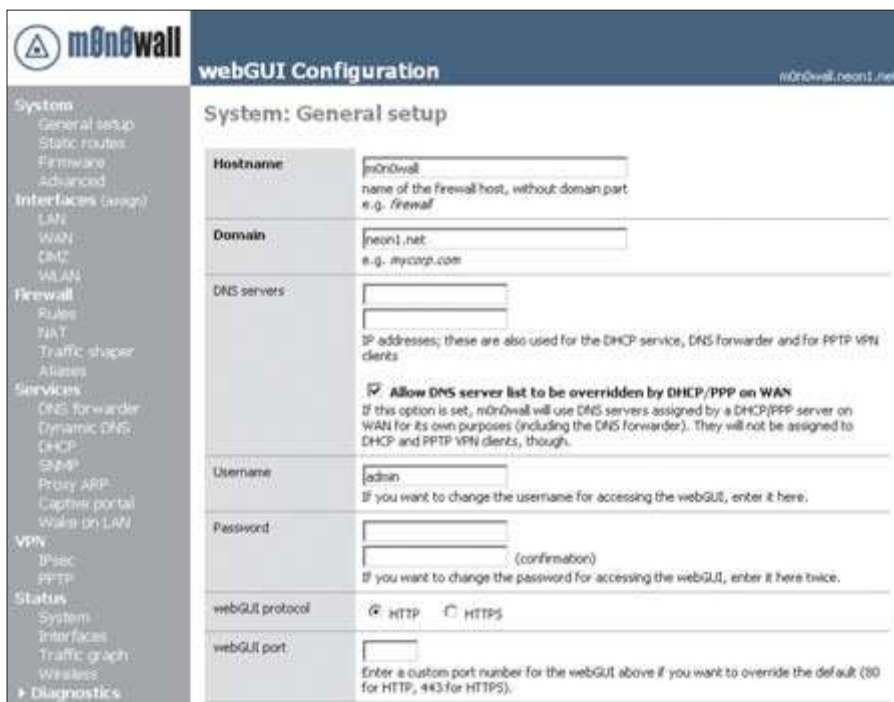 m0n0wall
webGUI Configuration
m0n0wall.neon1.net
System
General setup
Static routes
Firmware
Advanced
Interfaces (assign)
LAN
WAN
DMZ
WLAN
Firewall
Rules
NAT
Traffic shaper
Aliases
Services
DNS forwarder
Dynamic DNS
DHCP
SNMP
Proxy ARP
Captive portal
Wake on LAN
VPN
IPsec
PPTP
Status
System
Interfaces
Traffic graph
Wireless
Diagnostics
System: General setup
Hostname
m0n0wall
name of the firewall host, without domain part
e.g. firewall
Domain
neon1.net
e.g. mycorp.com
DNS servers
IP addresses; these are also used for the DHCP service, DNS forwarder and for PPTP VPN
clients
Allow DNS server list to be overridden by DHCP/PPP on WAN
If this option is set, m0n0wall will use DNS servers assigned by a DHCP/PPP server on
WAN for its own purposes (including the DNS forwarder). They will not be assigned to
DHCP and PPTP VPN clients, though.
Username
admin
If you want to change the username for accessing the webGUI, enter it here.
Password
(confirmation)
If you want to change the password for accessing the webGUI, enter it here twice.
webGUI protocol
HTTP HTTPS
webGUI port
Enter a custom port number for the webGUI above if you want to override the default (80
for HTTP, 443 for HTTPS).